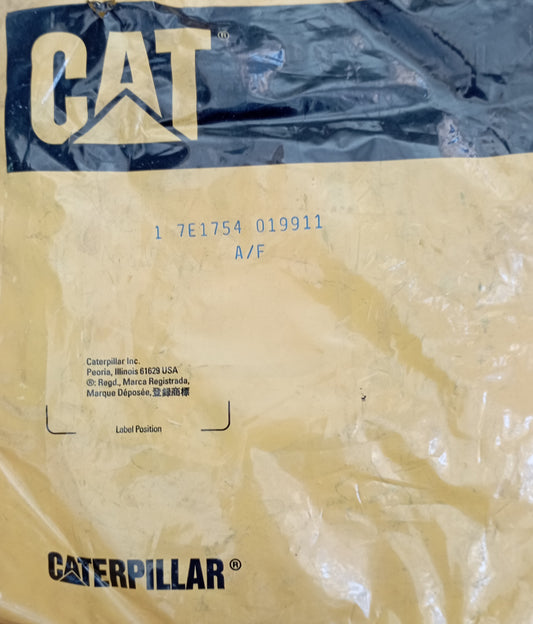 CAT®
1 7E1754 019911
A/F
Caterpillar Inc.
Peoria, Illinois 61629 USA
®: Regd., Marca Registrada,
Marque Déposée, 登録商標
Label Position
CATERPILLAR®